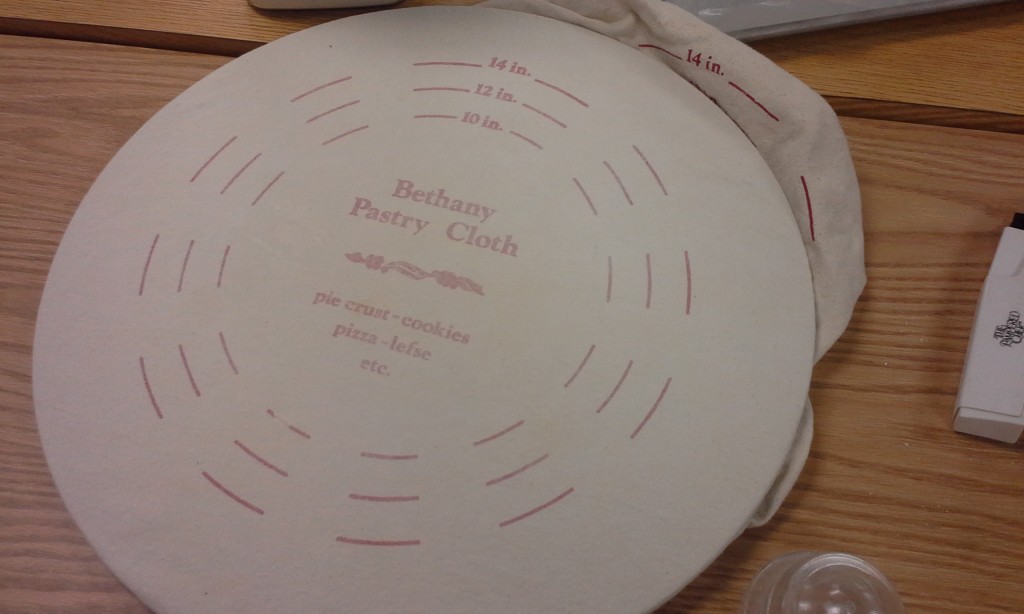 14 in.
12 in.
10 in.
Bethany
Pastry Cloth
pie crust - cookies
pizza - lefse
etc.
14 in.